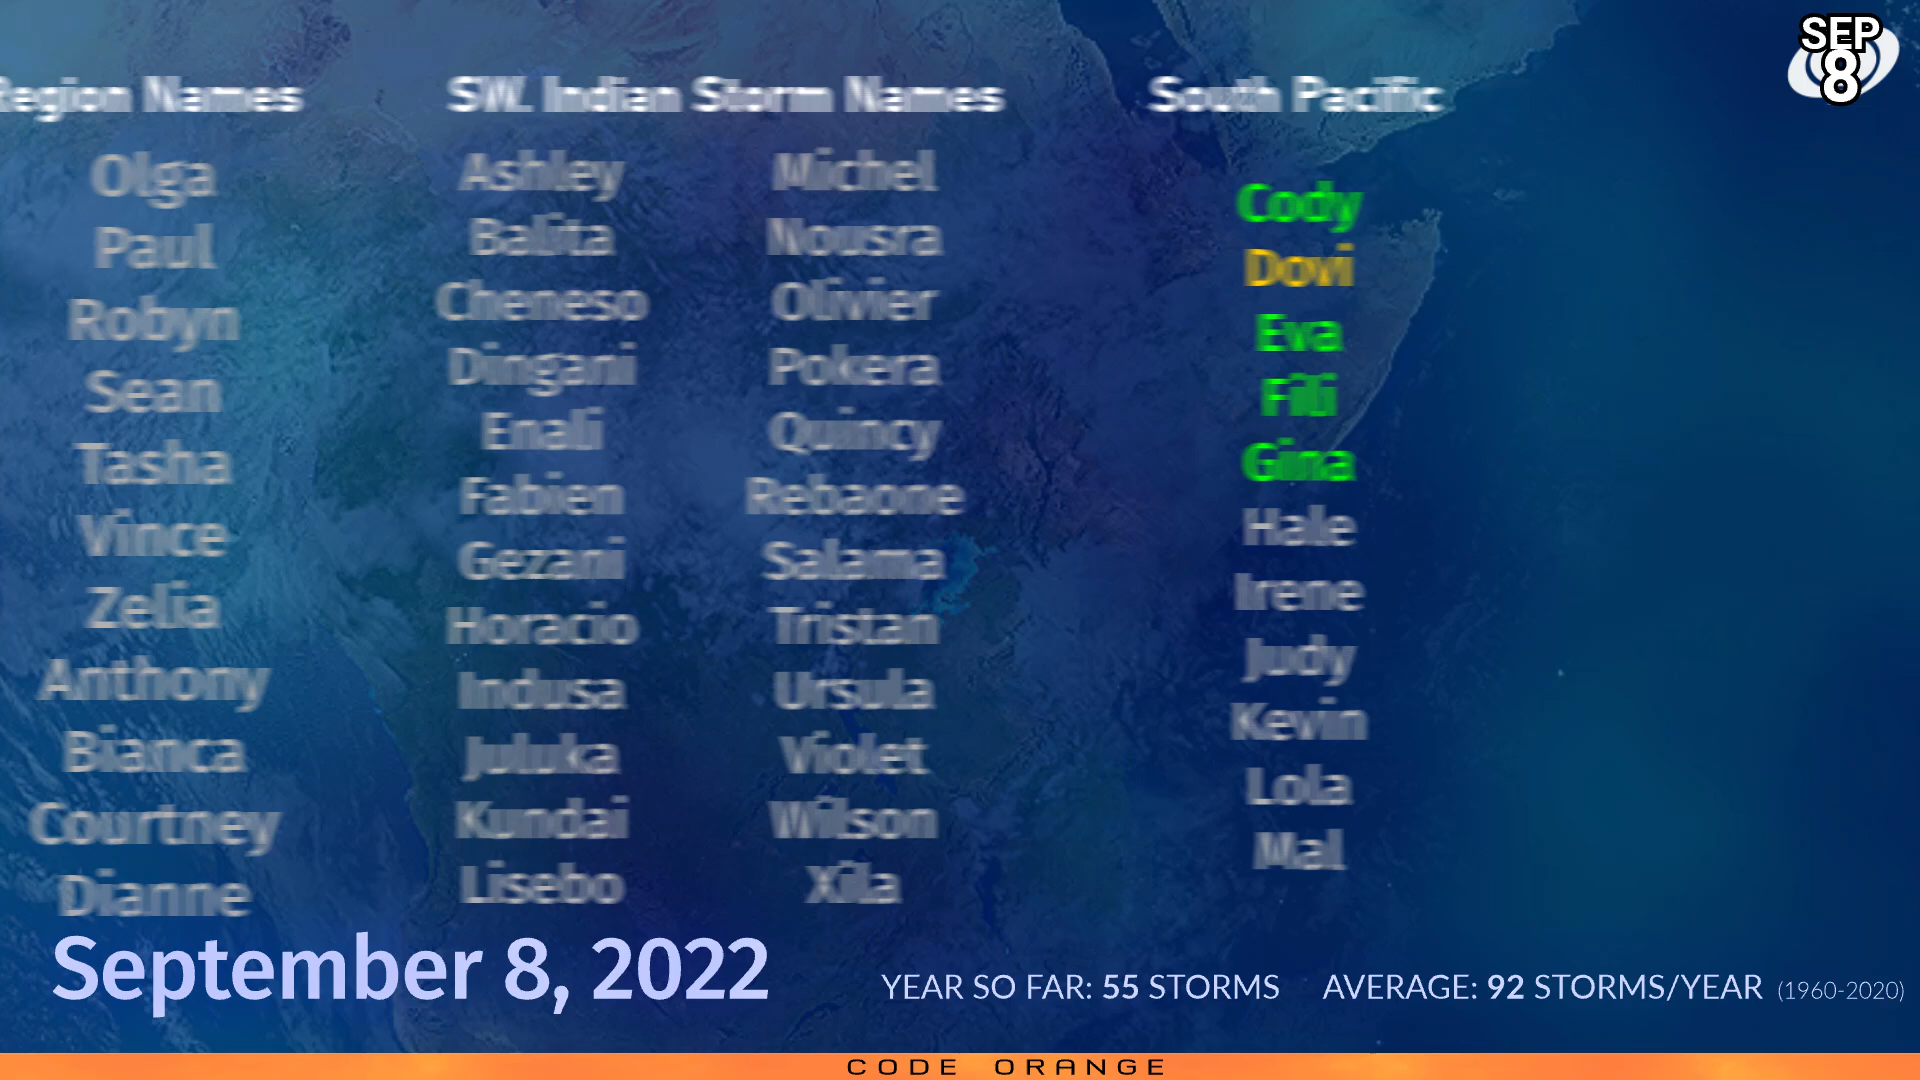 SEP
8
Region Names
SW. Indian Storm Names
South Pacific
Olga
Paul
Robyn
Sean
Tasha
Vince
Zelia
Anthony
Bianca
Courtney
Dianne
Ashley
Balita
Cheneso
Dingani
Enali
Fabien
Gezani
Horacio
Indusa
Juluka
Kundai
Lisebo
Michel
Nousra
Olivier
Pokera
Quincy
Rebaone
Salama
Tristan
Ursula
Violet
Wilson
Xila
Cody
Dovi
Eva
Fili
Gina
Hale
Irene
Judy
Kevin
Lola
Mal
September 8, 2022
YEAR SO FAR: 55 STORMS
AVERAGE: 92 STORMS/YEAR (1960-2020)
CODE ORANGE